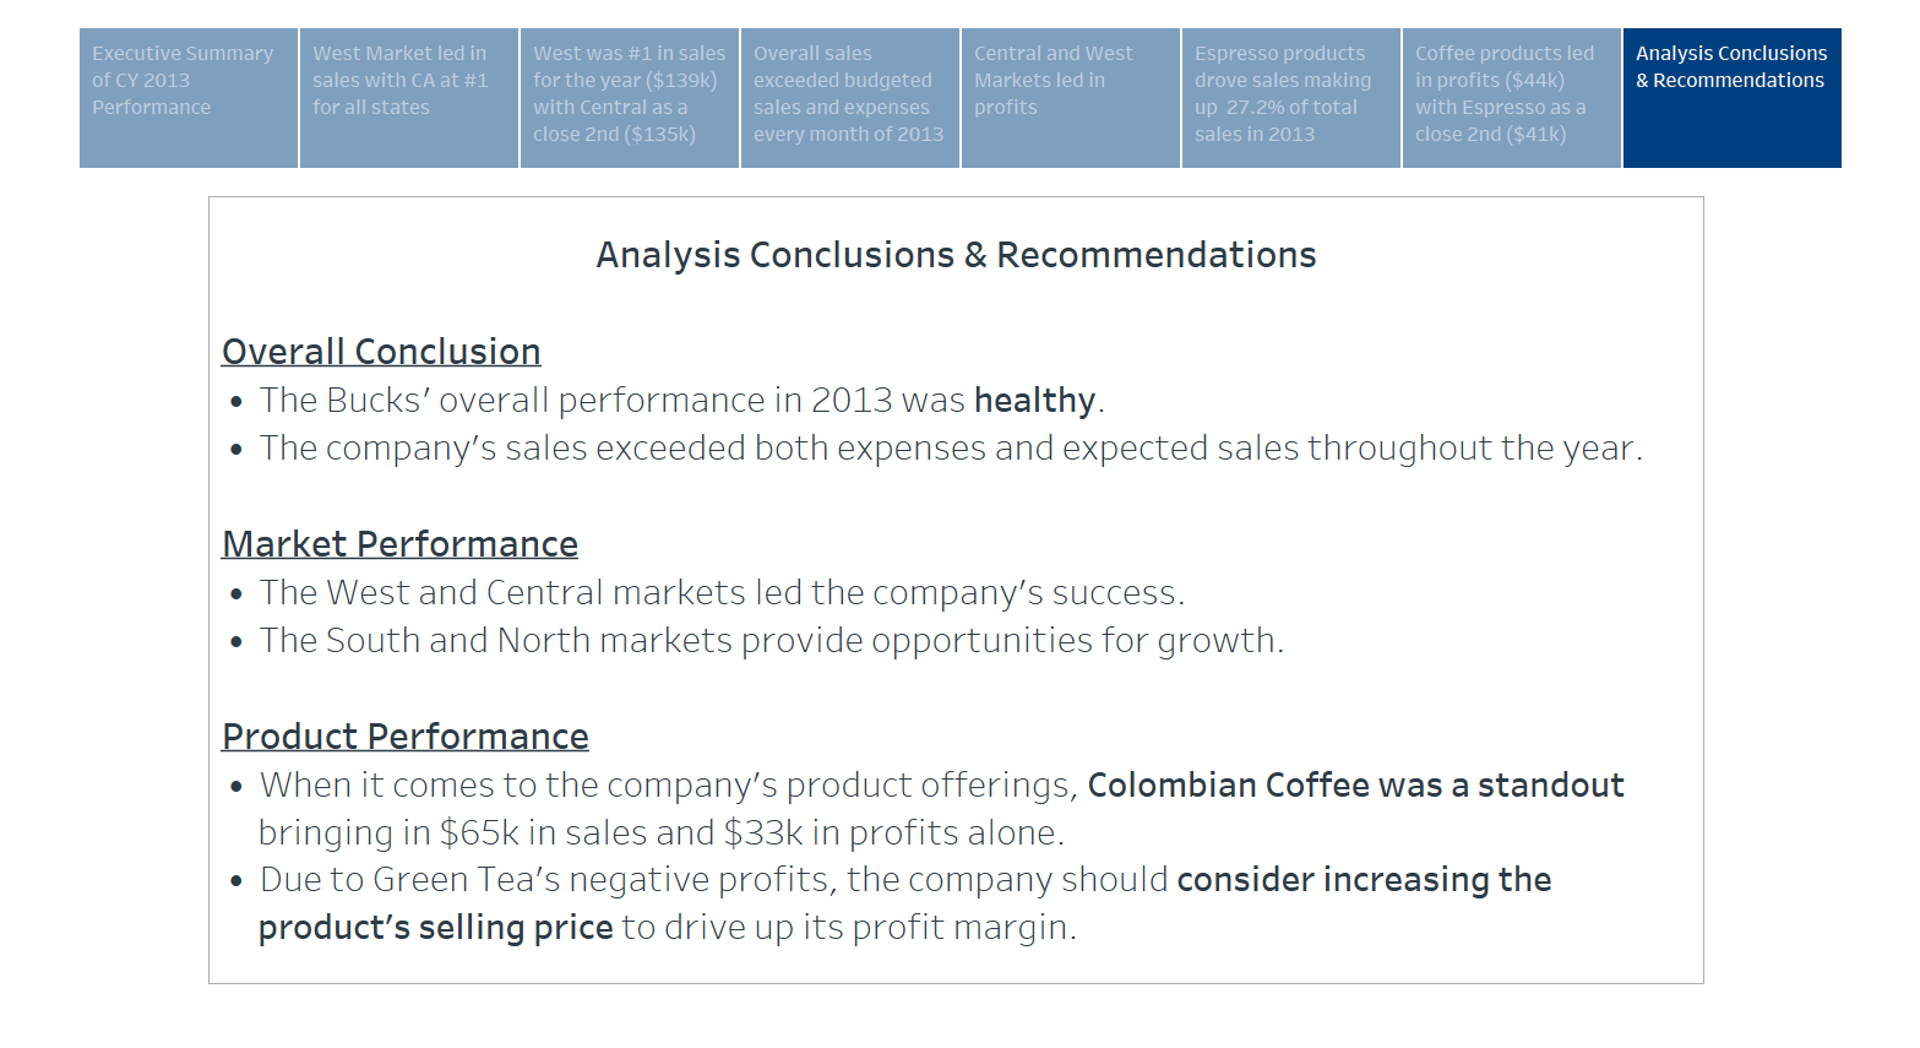 Executive Summary
of CY 2013
Performance
West Market led in
sales with CA at #1
for all states
West was #1 in sales
for the year ($139k)
with Central as a
close 2nd ($135k)
Overall sales
exceeded budgeted
sales and expenses
every month of 2013
Central and West
Markets led in
profits
Espresso products
drove sales making
up 27.2% of total
sales in 2013
Coffee products led
in profits ($44k)
with Espresso as a
close 2nd ($41k)
Analysis Conclusions
& Recommendations
Analysis Conclusions & Recommendations
Overall Conclusion
• The Bucks’ overall performance in 2013 was healthy.
• The company’s sales exceeded both expenses and expected sales throughout the year.
Market Performance
• The West and Central markets led the company’s success.
• The South and North markets provide opportunities for growth.
Product Performance
• When it comes to the company’s product offerings, Colombian Coffee was a standout
bringing in $65k in sales and $33k in profits alone.
• Due to Green Tea’s negative profits, the company should consider increasing the
product’s selling price to drive up its profit margin.